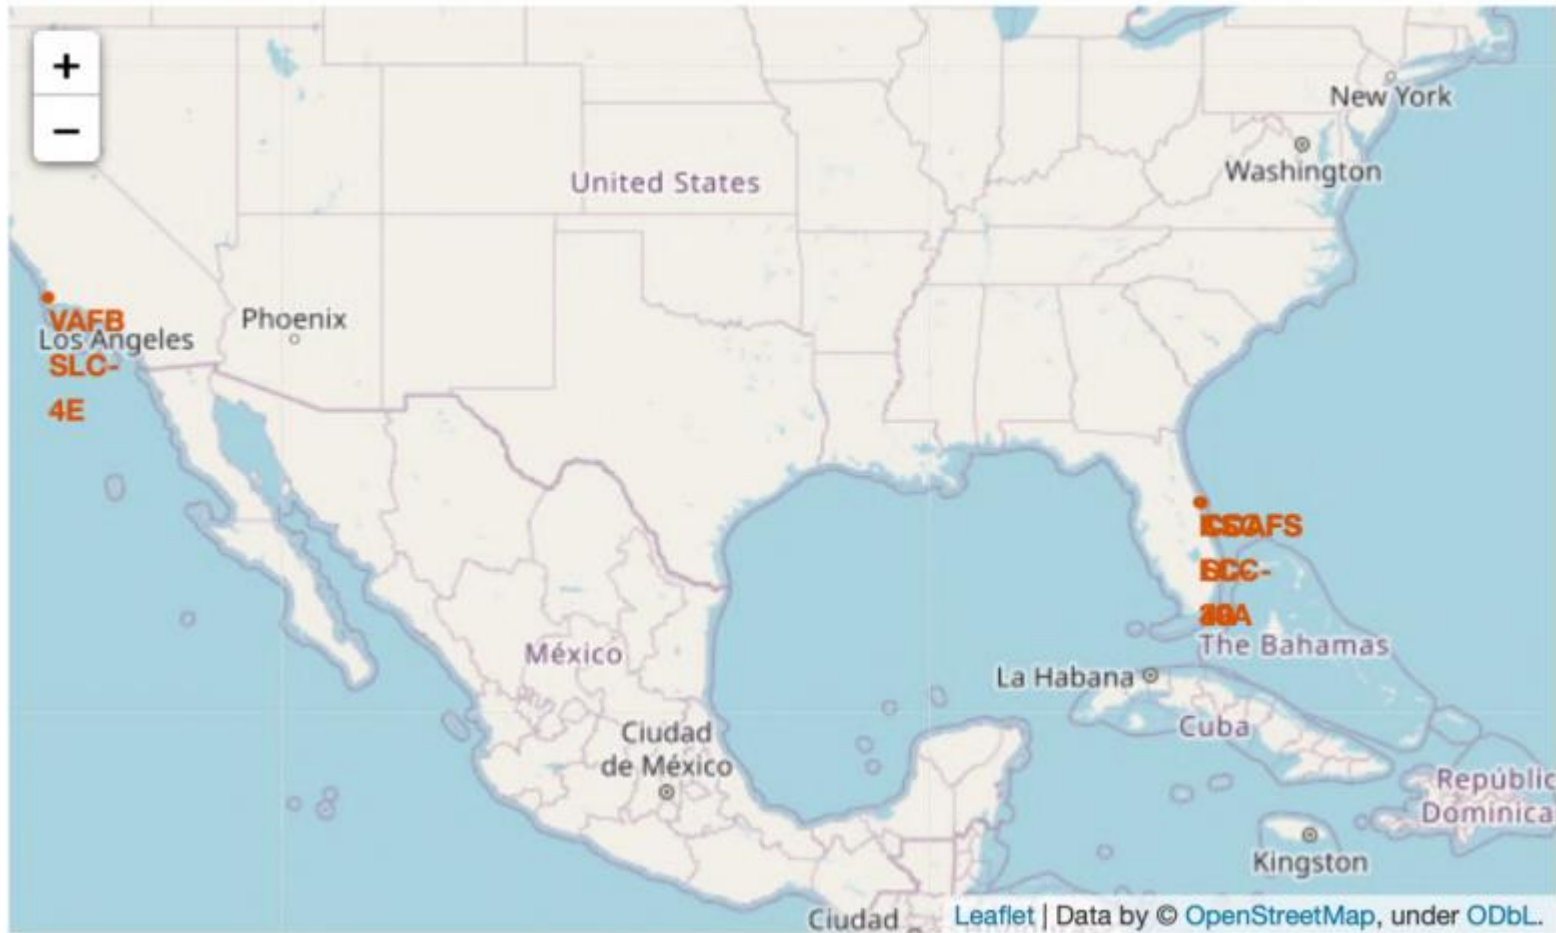 +
−
New York
Washington
United States
VAFB
Los Angeles
SLC-
4E
Phoenix
The Bahamas
México
La Habana
Cuba
Ciudad
de México
Repúblic
Dominica
Kingston
Ciudad
Leaflet | Data by © OpenStreetMap, under ODbL.